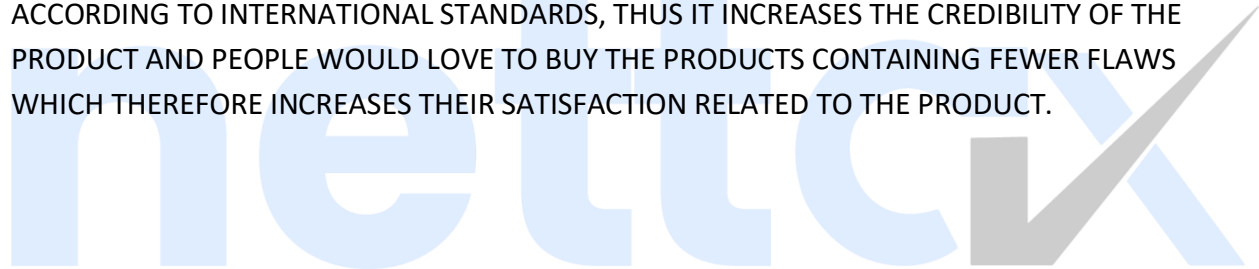 ACCORDING TO INTERNATIONAL STANDARDS, THUS IT INCREASES THE CREDIBILITY OF THE
PRODUCT AND PEOPLE WOULD LOVE TO BUY THE PRODUCTS CONTAINING FEWER FLAWS
WHICH THEREFORE INCREASES THEIR SATISFACTION RELATED TO THE PRODUCT.
nettcx